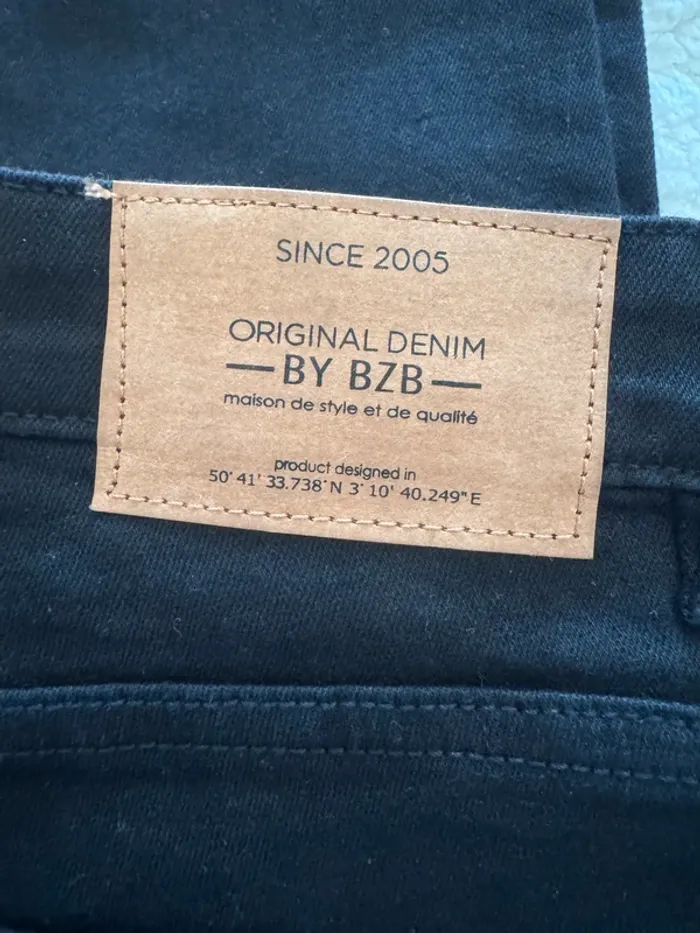 SINCE 2005
ORIGINAL DENIM
— BY BZB —
maison de style et de qualité
product designed in
50° 41' 33.738" N 3° 10' 40.249" E